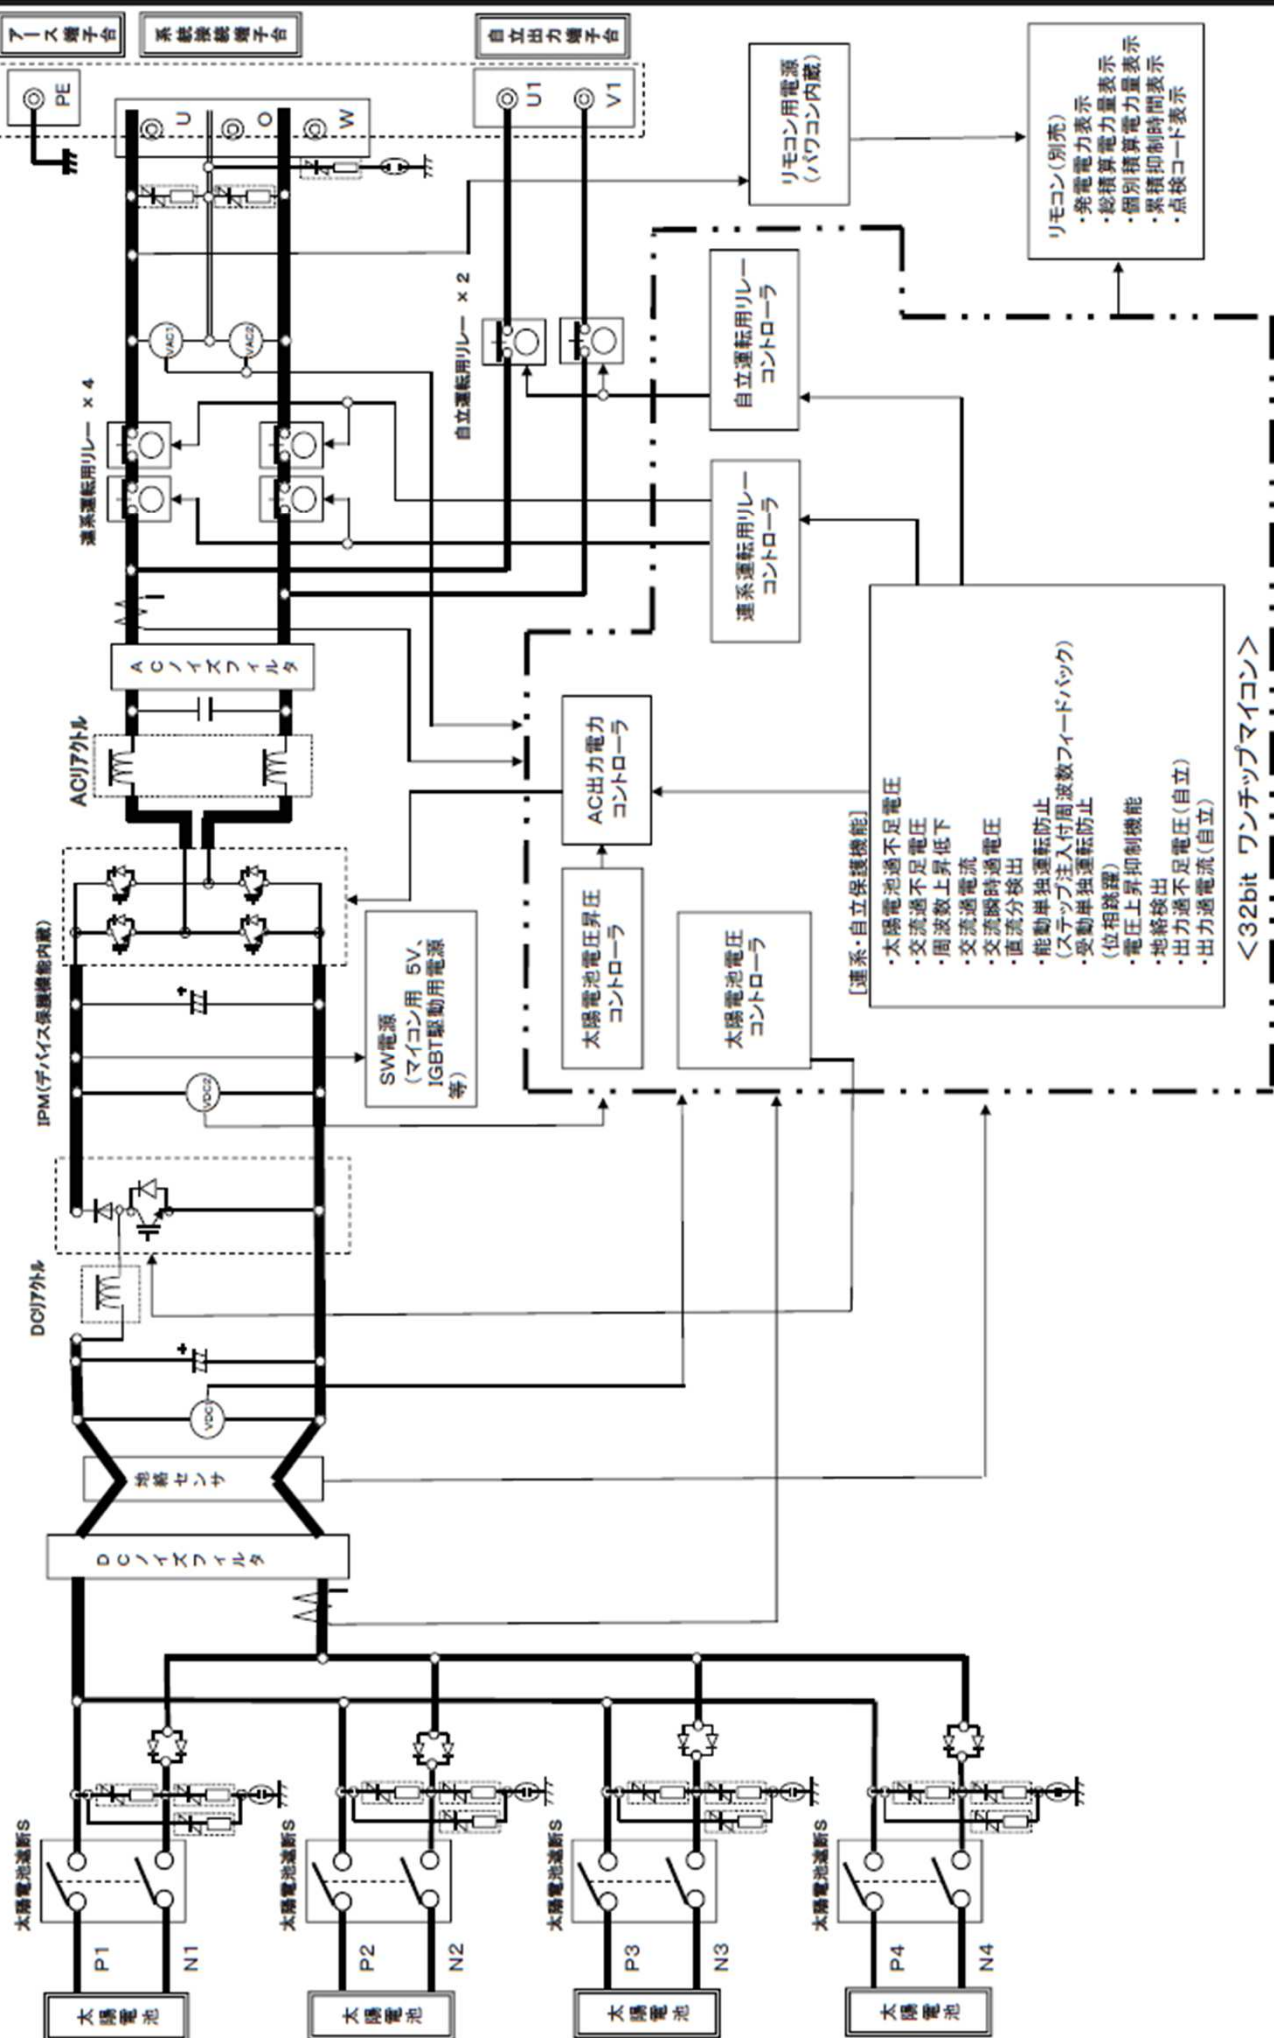 太陽電池
P1
N1
太陽電池遮断S
太陽電池
P2
N2
太陽電池遮断S
太陽電池
P3
N3
太陽電池遮断S
太陽電池
P4
N4
太陽電池遮断S
DCノイズフィルタ
I
地絡センサ
VDC1
DCリアクトル
+
IPM(デバイス保護機能内蔵)
VDC2
+
SW電源
(マイコン用 5V、
IGBT駆動用電源
等)
ACリアクトル
ACノイズフィルタ
I
連系運転用リレー × 4
VAC1
VAC2
自立運転用リレー × 2
アース端子台
PE
系統接続端子台
U
O
W
自立出力端子台
U1
V1
リモコン用電源
(パワコン内蔵)
リモコン(別売)
・発電電力表示
・総積算電力量表示
・個別積算電力量表示
・累積抑制時間表示
・点検コード表示
太陽電池電圧昇圧
コントローラ
AC出力電力
コントローラ
太陽電池電圧
コントローラ
連系運転用リレー
コントローラ
自立運転用リレー
コントローラ
[連系・自立保護機能]
・太陽電池過不足電圧
・交流過不足電圧
・周波数上昇低下
・交流過電流
・交流瞬時過電圧
・直流分検出
・能動単独運転防止
(ステップ注入付周波数フィードバック)
・受動単独運転防止
(位相跳躍)
・電圧上昇抑制機能
・地絡検出
・出力過不足電圧(自立)
・出力過電流(自立)
<32bit ワンチップマイコン>